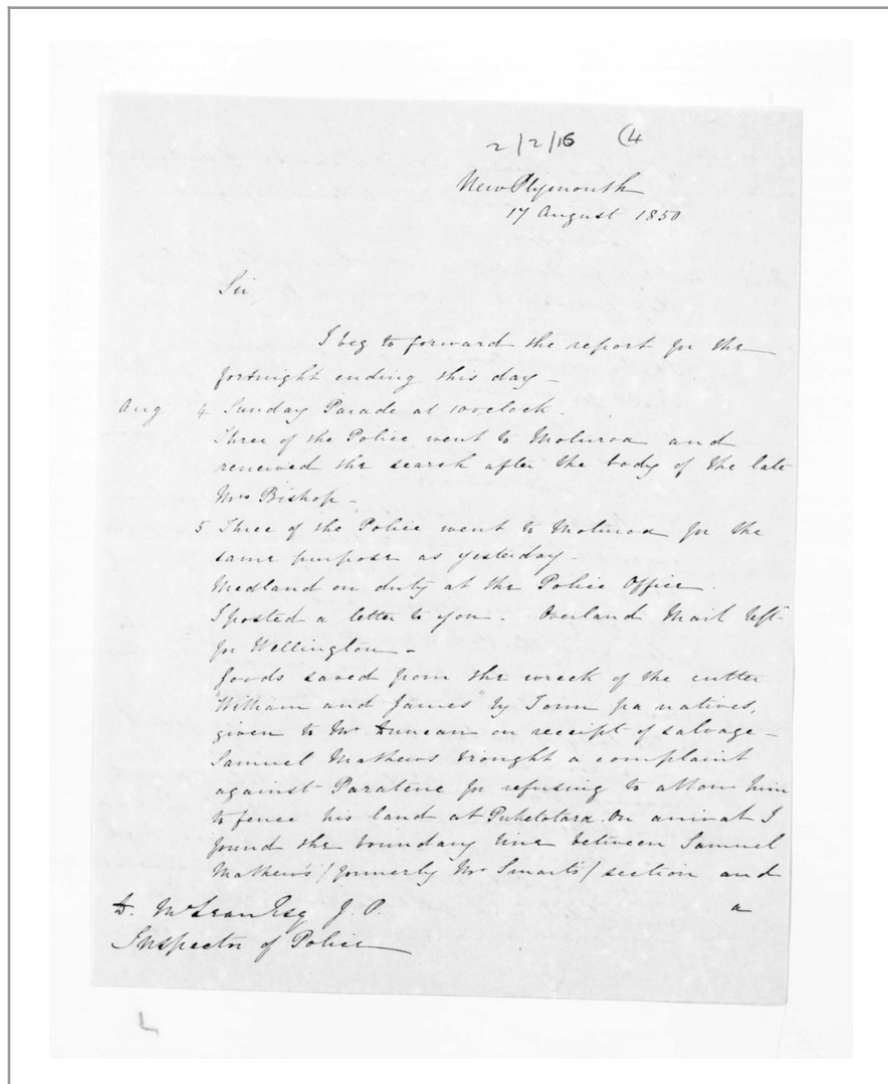 2/2/16 (4
New Plymouth
17 August 1850
Sir
I beg to forward the report for the
fortnight ending this day –
Aug 4. Sunday Parade at 10 o'clock –
Three of the Police went to Moturoa and
renewed the search after the body of the late
Mrs Bishop –
5. Three of the Police went to Moturoa for the
same purpose as yesterday –
Medland on duty at the Police Office.
I posted a letter to you. Overland Mail left
for Wellington –
Goods saved from the wreck of the cutter
"William and James" by Town pa natives,
given to Mr Duncan on receipt of salvage –
Samuel Mathews brought a complaint
against Paratene for refusing to allow him
to fence his land at Puketotara. On arrival I
found the boundary line between Samuel
Mathews / formerly Mr Smarts / section and
a
D. McLean Esq J. P.
Inspector of Police